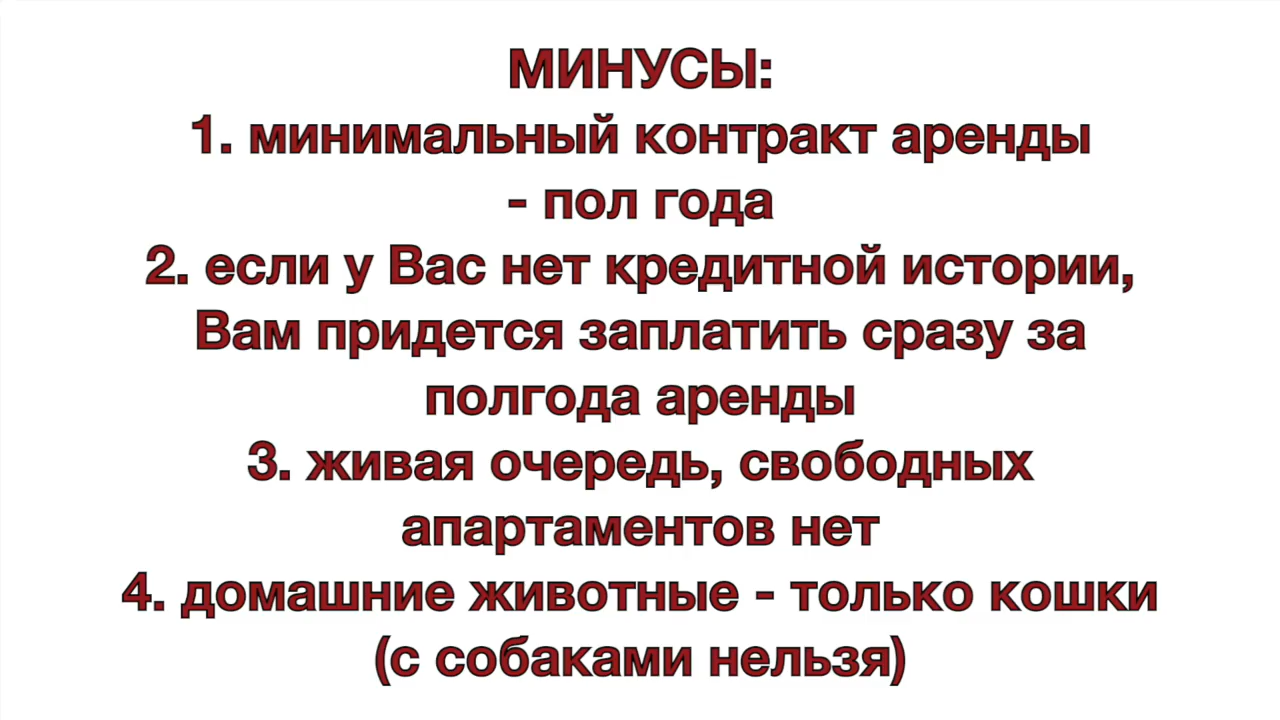 МИНУСЫ:
1. минимальный контракт аренды
- пол года
2. если у Вас нет кредитной истории,
Вам придется заплатить сразу за
полгода аренды
3. живая очередь, свободных
апартаментов нет
4. домашние животные - только кошки
(с собаками нельзя)